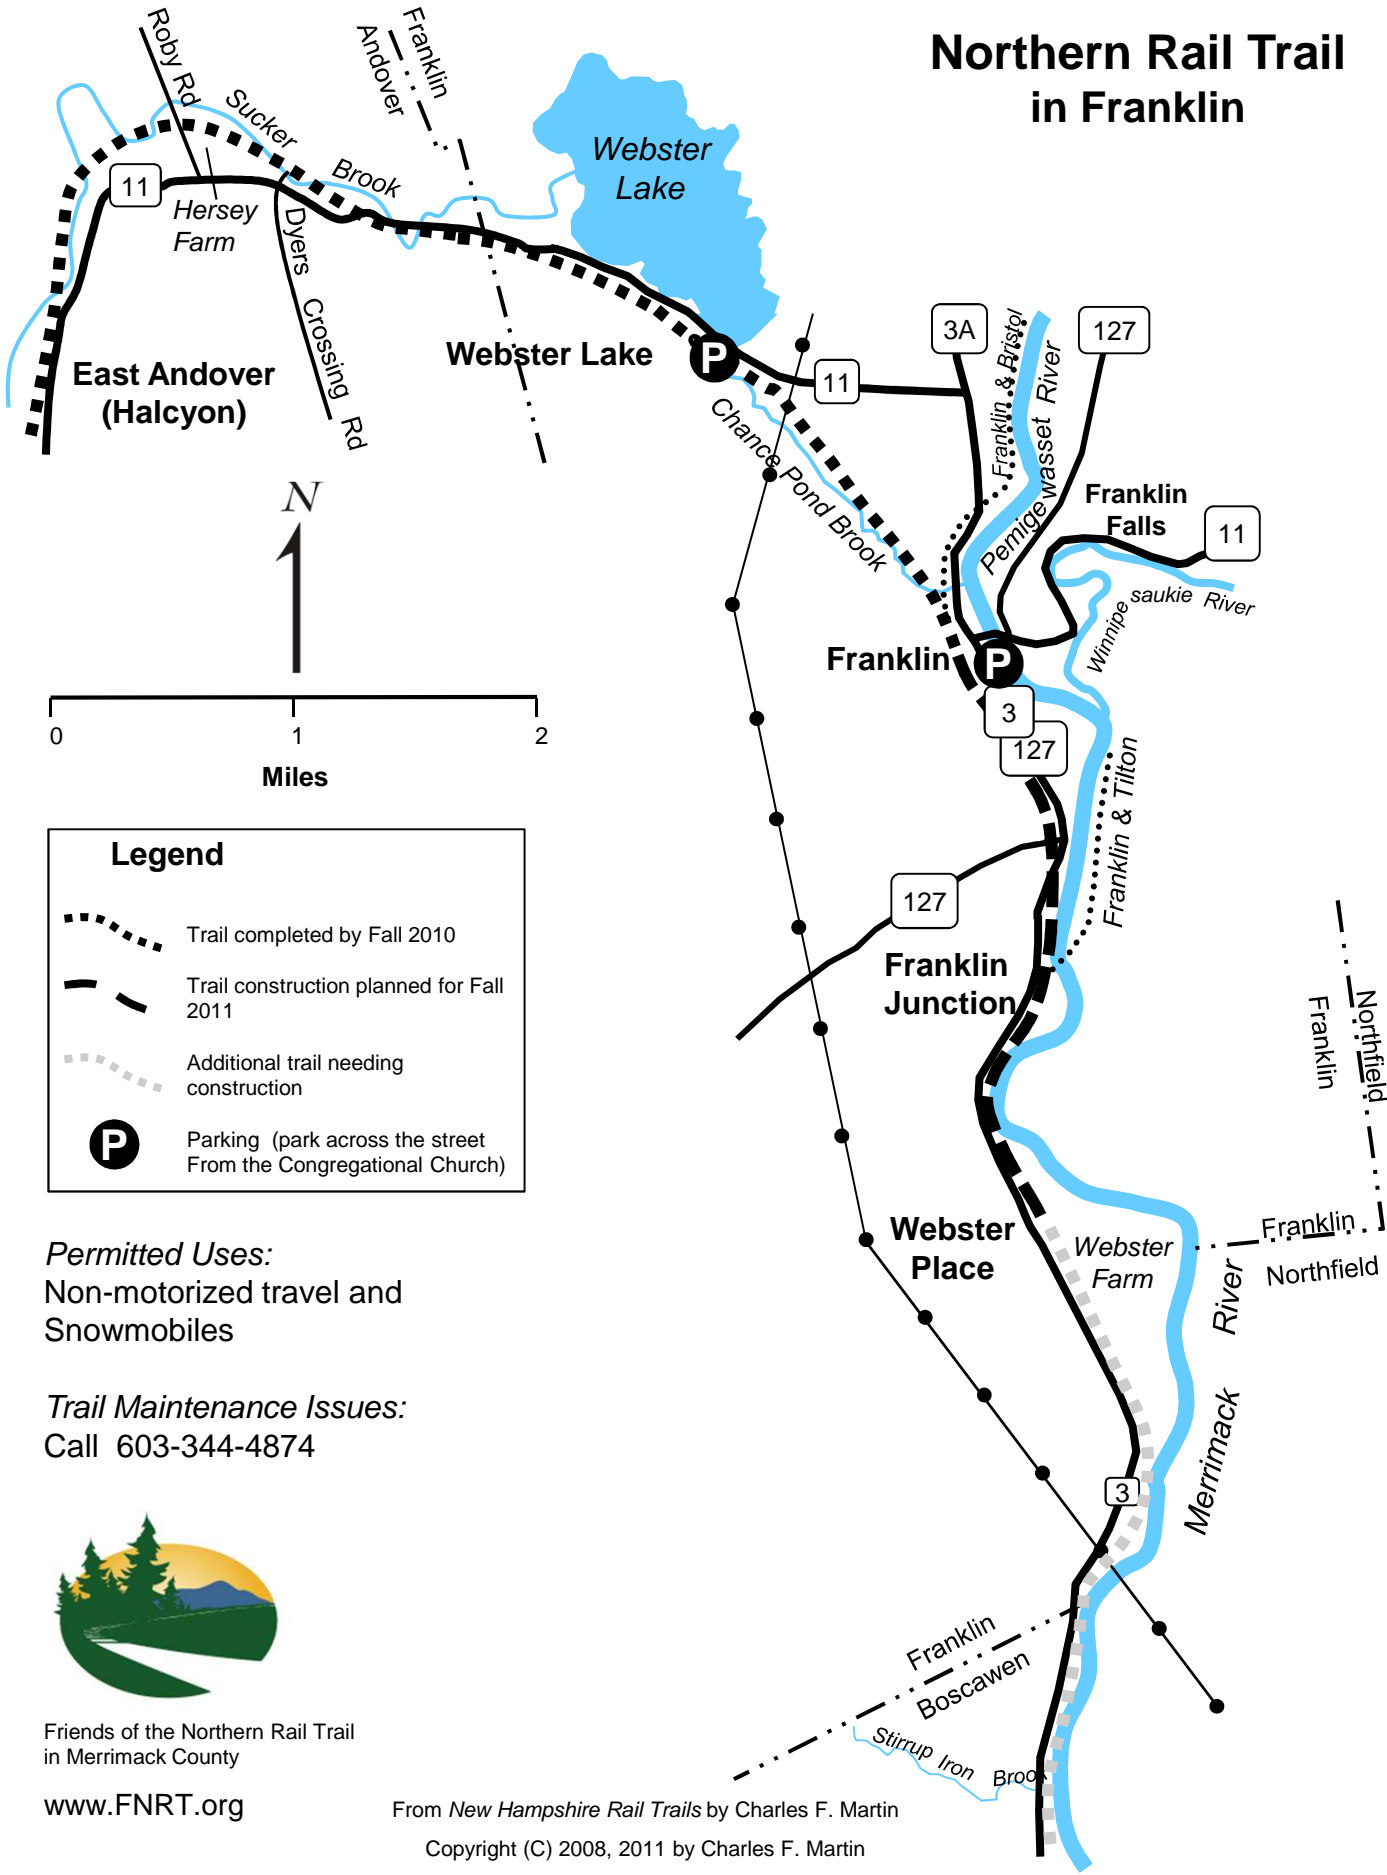 Northern Rail Trail
in Franklin
Roby Rd
Sucker
Brook
Franklin
Andover
Webster
Lake
11
Hersey
Farm
Dyers Crossing Rd
East Andover
(Halcyon)
Webster Lake
P
11
3A
Franklin & Bristol
Pemigewasset River
127
Chance Pond Brook
Franklin
Falls
11
Winnipe saukie River
N
Franklin
P
3
127
0
1
2
Miles
Franklin & Tilton
127
Franklin
Junction
Northfield
Franklin
Legend
Trail completed by Fall 2010
Trail construction planned for Fall
2011
Additional trail needing
construction
P
Parking (park across the street
From the Congregational Church)
Webster
Place
Webster
Farm
Franklin
Northfield
River
Merrimack
3
Permitted Uses:
Non-motorized travel and
Snowmobiles
Trail Maintenance Issues:
Call 603-344-4874
Franklin
Boscawen
Stirrup Iron Brook
Friends of the Northern Rail Trail
in Merrimack County
www.FNRT.org
From New Hampshire Rail Trails by Charles F. Martin
Copyright (C) 2008, 2011 by Charles F. Martin